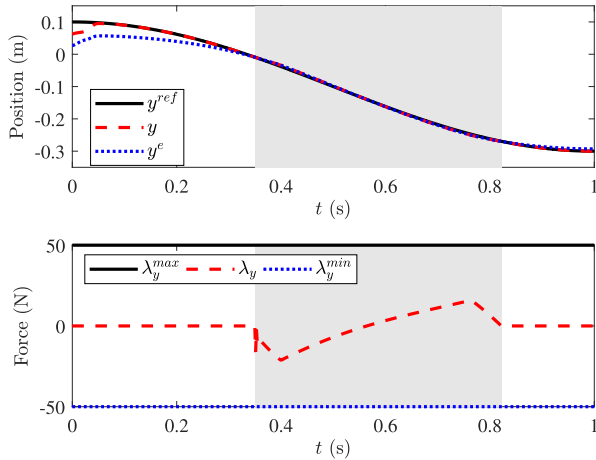 0.1
0
-0.1
-0.2
-0.3
Position (m)
y^{ref}
y
y^{e}
0 0.2 0.4 0.6 0.8 1
t (s)
50
0
-50
Force (N)
λ_y^{max} λ_y λ_y^{min}
0 0.2 0.4 0.6 0.8 1
t (s)